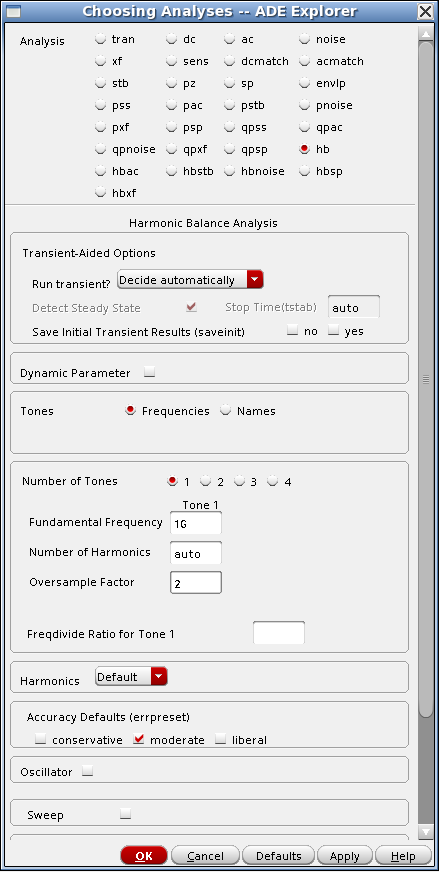 Choosing Analyses -- ADE Explorer
Analysis tran dc ac noise
xf sens dcmatch acmatch
stb pz sp envlp
pss pac pstb pnoise
pxf psp qpss qpac
qpnoise qpxf qpsp hb
hbac hbstb hbnoise hbsp
hbxf
Harmonic Balance Analysis
Transient-Aided Options
Run transient? Decide automatically
Detect Steady State Stop Time(tstab) auto
Save Initial Transient Results (saveinit) no yes
Dynamic Parameter
Tones Frequencies Names
Number of Tones 1 2 3 4
Tone 1
Fundamental Frequency 1G
Number of Harmonics auto
Oversample Factor 2
Freqdivide Ratio for Tone 1
Harmonics Default
Accuracy Defaults (errpreset)
conservative moderate liberal
Oscillator
Sweep
OK Cancel Defaults Apply Help